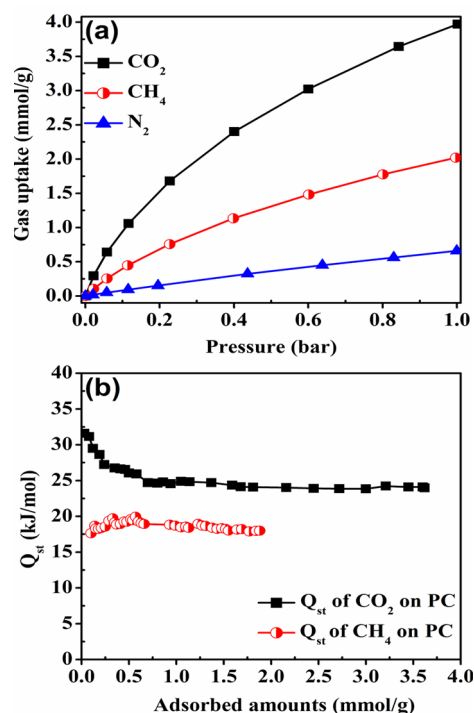 (a)
CO₂
CH₄
N₂
Gas uptake (mmol/g)
4.0
3.5
3.0
2.5
2.0
1.5
1.0
0.5
0.0
0.0 0.2 0.4 0.6 0.8 1.0
Pressure (bar)
(b)
Qst (kJ/mol)
40
35
30
25
20
15
10
5
0
Qst of CO₂ on PC
Qst of CH₄ on PC
0.0 0.5 1.0 1.5 2.0 2.5 3.0 3.5 4.0
Adsorbed amounts (mmol/g)